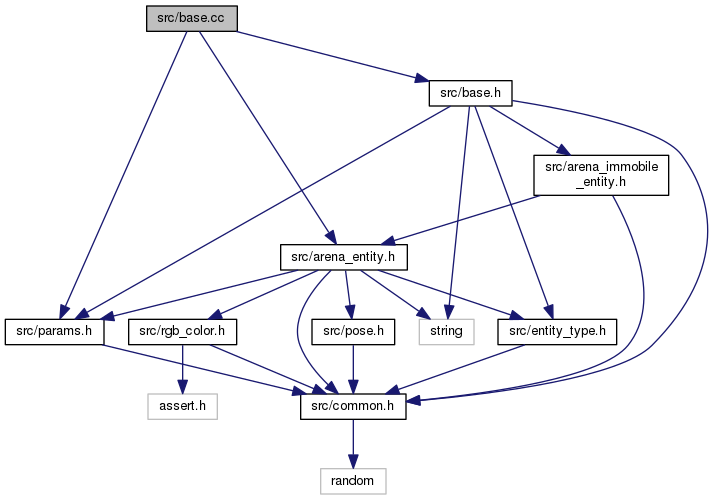 src/base.cc
src/base.h
src/arena_immobile
_entity.h
src/arena_entity.h
src/params.h
src/rgb_color.h
src/pose.h
string
src/entity_type.h
assert.h
src/common.h
random